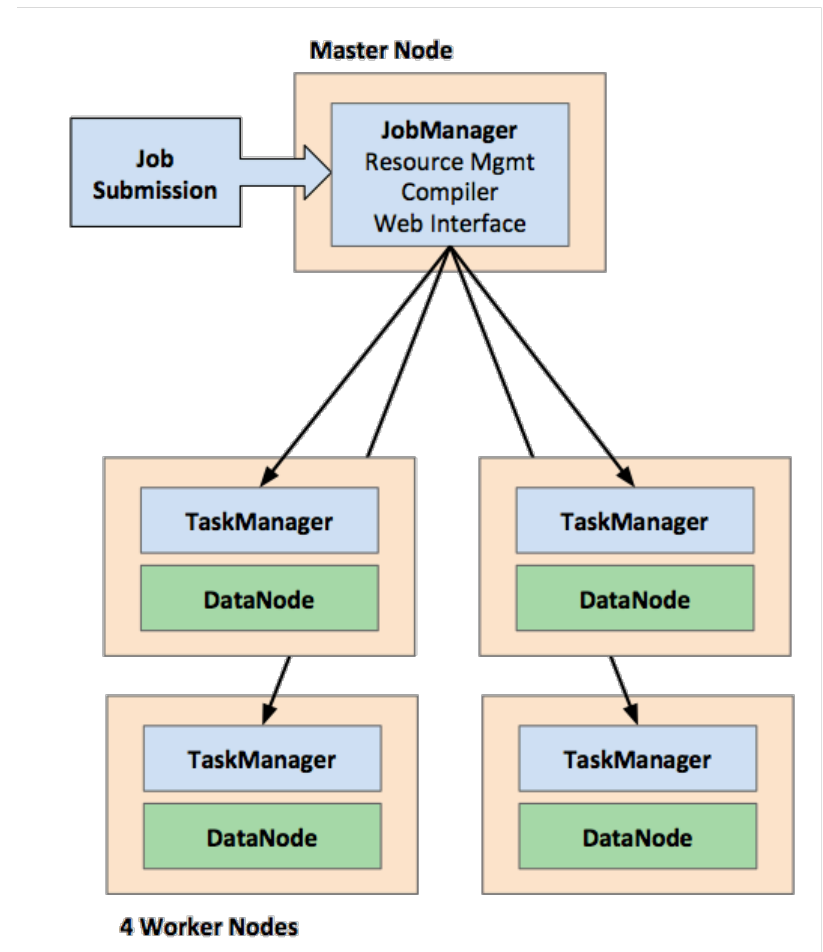 Master Node
Job
Submission
JobManager
Resource Mgmt
Compiler
Web Interface
TaskManager
DataNode
TaskManager
DataNode
TaskManager
DataNode
TaskManager
DataNode
4 Worker Nodes